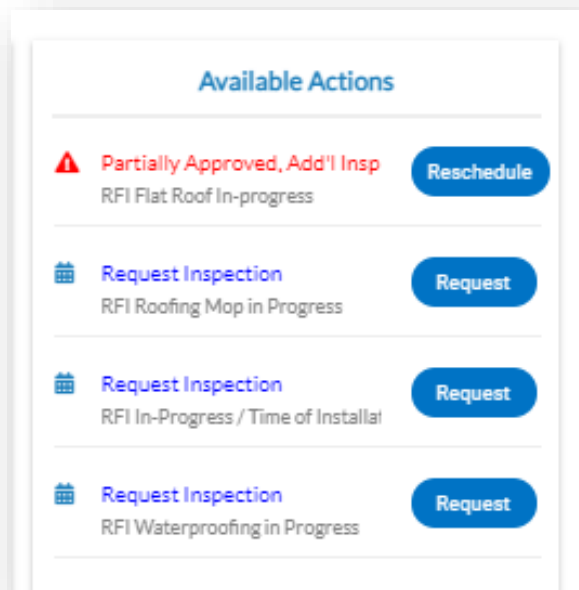 Available Actions
Partially Approved, Add'l Insp
Reschedule
RFI Flat Roof In-progress
Request Inspection
Request
RFI Roofing Mop in Progress
Request Inspection
Request
RFI In-Progress / Time of Installat
Request Inspection
Request
RFI Waterproofing in Progress